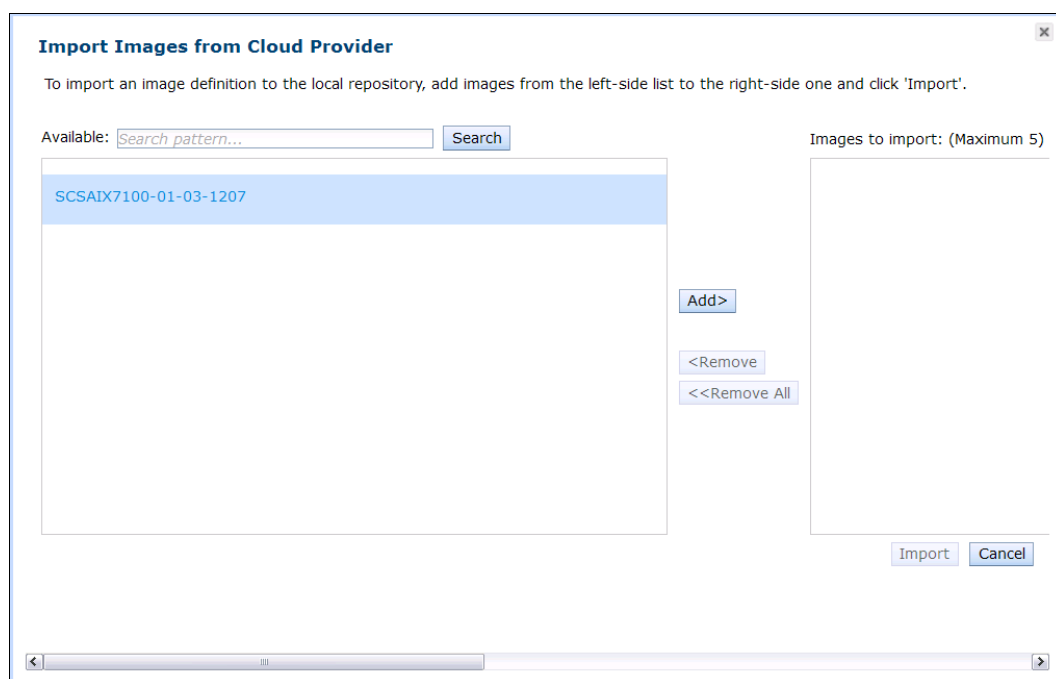 Import Images from Cloud Provider
To import an image definition to the local repository, add images from the left-side list to the right-side one and click 'Import'.
Available: Search pattern... Search
Images to import: (Maximum 5)
SCSAIX7100-01-03-1207
Add>
<Remove
<<Remove All
Import Cancel